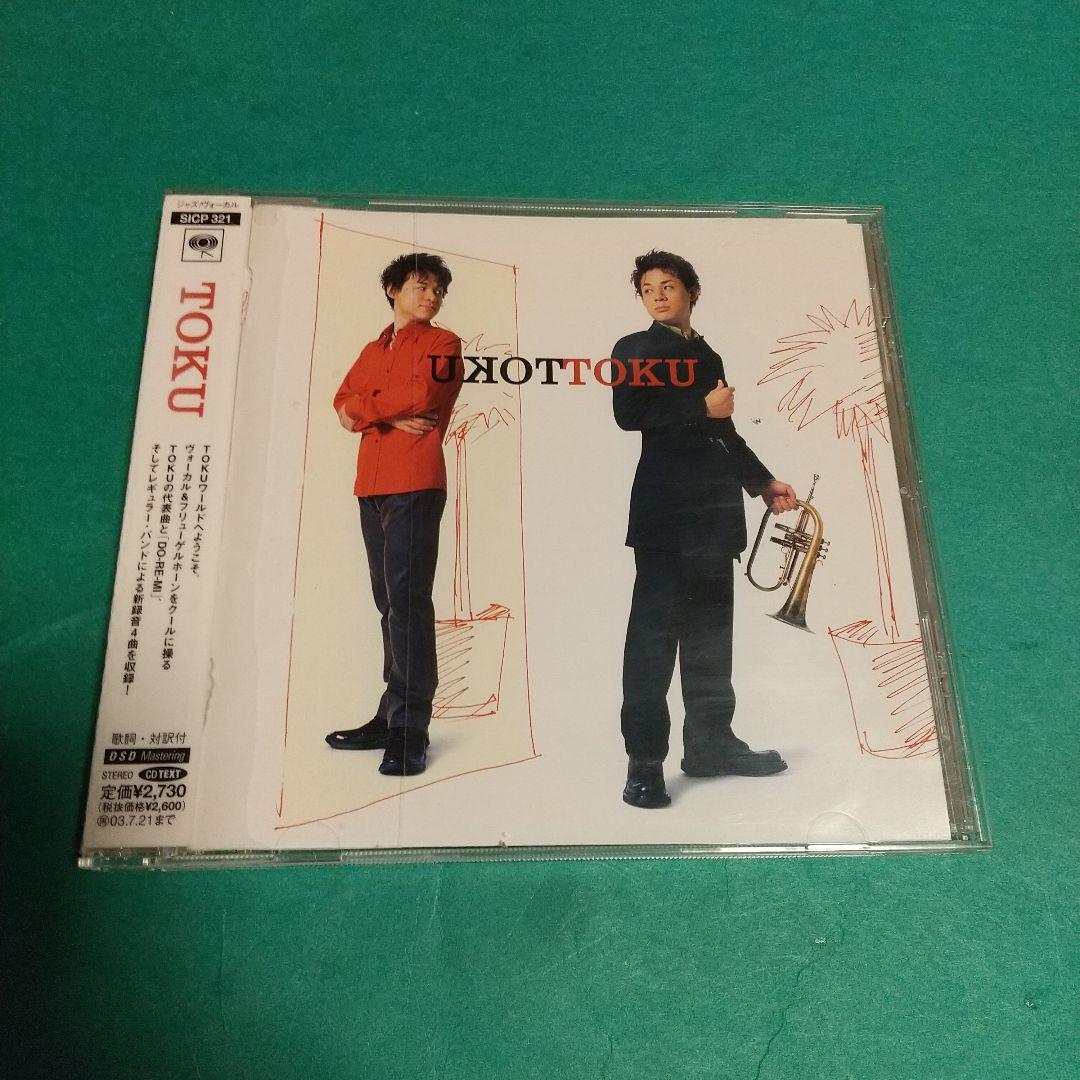 ジャズ/ヴォーカル
SICP 321
TOKU
TOKUワールドへようこそ。
ヴォーカル&フリューゲルホーンをクールに操る
TOKUの代表曲と「DO-RE-MI」、
そしてレギュラー・バンドによる新録音4曲を収録!
歌詞・対訳付
DSD Mastering
STEREO CD TEXT
定価¥2,730
(税抜価格¥2,600)
再03.7.21まで
UKOTTOKU